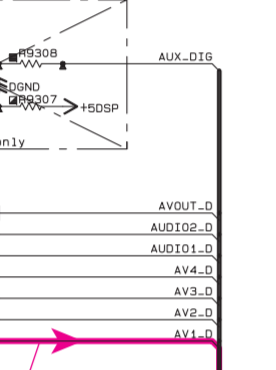 R9308
AUX_DIG
DGND
R9307
+5DSP
only
AVOUT_D
AUDIO2_D
AUDIO1_D
AV4_D
AV3_D
AV2_D
AV1_D